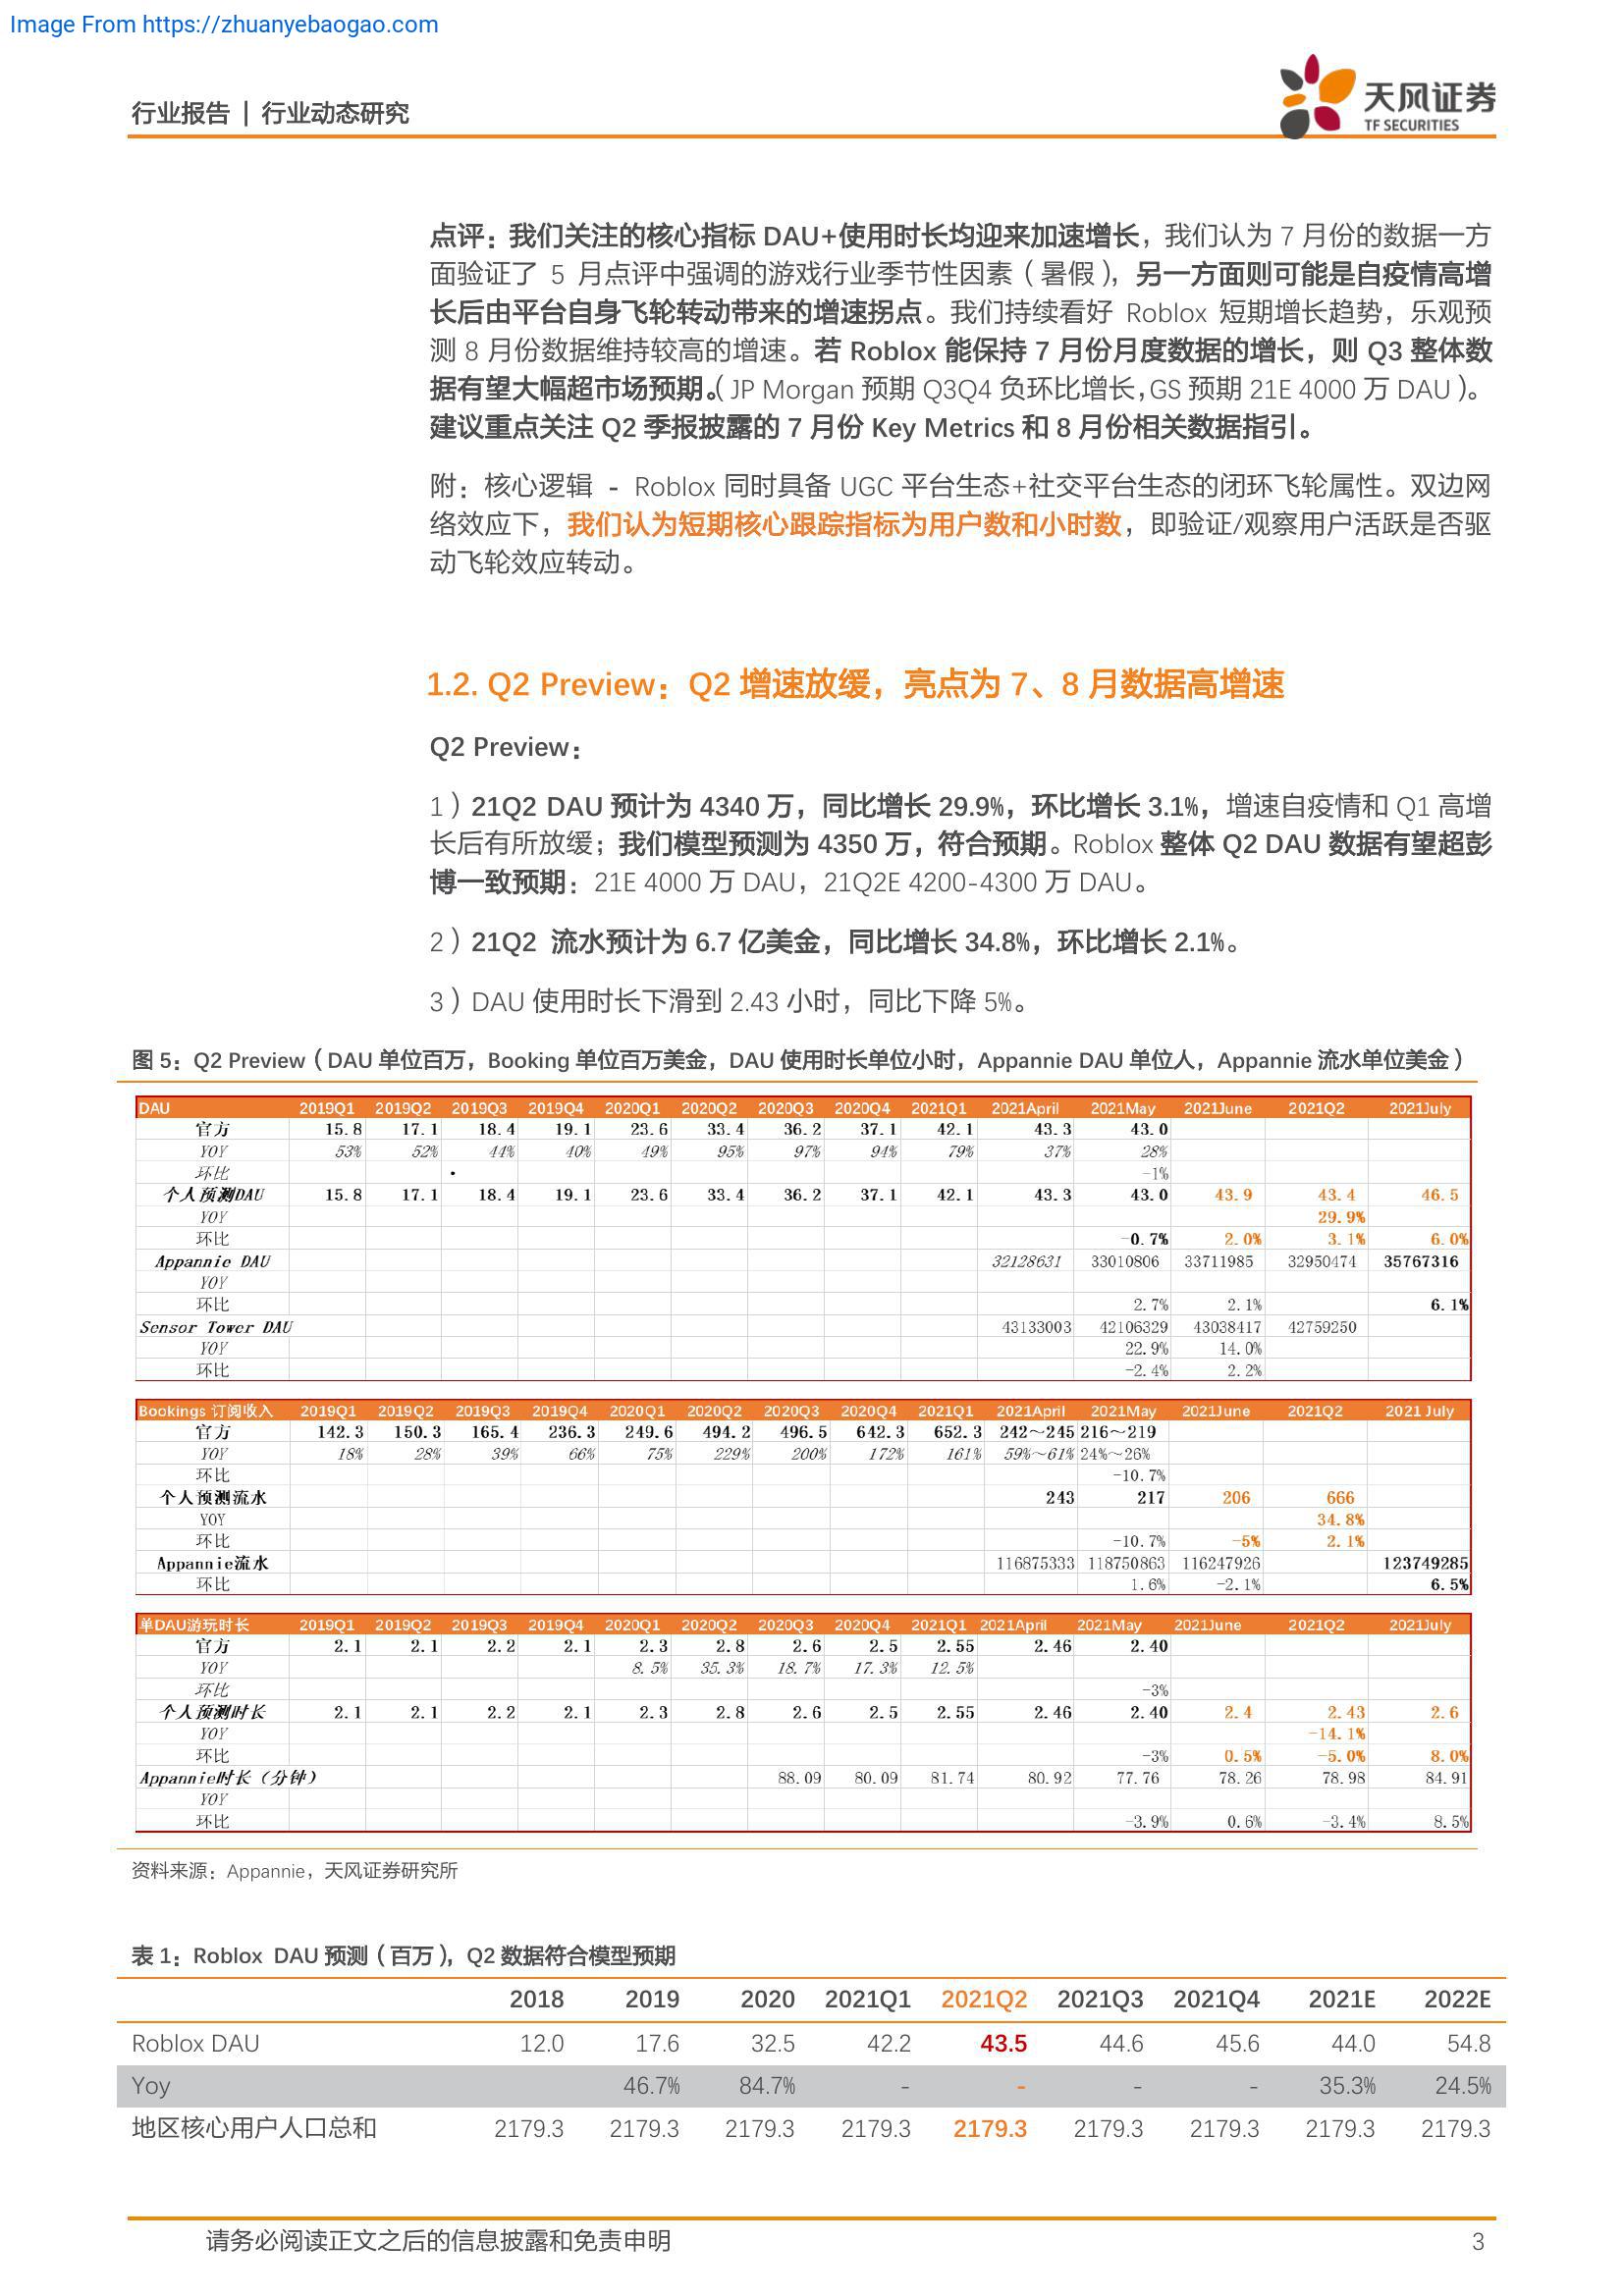 Image From https://zhuanyebaogao.com
行业报告 | 行业动态研究
天风证券
TF SECURITIES
点评：我们关注的核心指标 DAU+使用时长均迎来加速增长，我们认为 7 月份的数据一方
面验证了 5 月点评中强调的游戏行业季节性因素（暑假），另一方面则可能是自疫情高增
长后由平台自身飞轮转动带来的增速拐点。我们持续看好 Roblox 短期增长趋势，乐观预
测 8 月份数据维持较高的增速。若 Roblox 能保持 7 月份月度数据的增长，则 Q3 整体数
据有望大幅超市场预期。（JP Morgan 预期 Q3Q4 负环比增长，GS 预期 21E 4000 万 DAU）。
建议重点关注 Q2 季报披露的 7 月份 Key Metrics 和 8 月份相关数据指引。
附：核心逻辑 - Roblox 同时具备 UGC 平台生态+社交平台生态的闭环飞轮属性。双边网
络效应下，我们认为短期核心跟踪指标为用户数和小时数，即验证/观察用户活跃是否驱
动飞轮效应转动。
1.2. Q2 Preview：Q2 增速放缓，亮点为 7、8 月数据高增速
Q2 Preview：
1）21Q2 DAU 预计为 4340 万，同比增长 29.9%，环比增长 3.1%，增速自疫情和 Q1 高增
长后有所放缓；我们模型预测为 4350 万，符合预期。Roblox 整体 Q2 DAU 数据有望超彭
博一致预期：21E 4000 万 DAU，21Q2E 4200-4300 万 DAU。
2）21Q2 流水预计为 6.7 亿美金，同比增长 34.8%，环比增长 2.1%。
3）DAU 使用时长下滑到 2.43 小时，同比下降 5%。
图 5：Q2 Preview（DAU 单位百万，Booking 单位百万美金，DAU 使用时长单位小时，Appannie DAU 单位人，Appannie 流水单位美金）
DAU 2019Q1 2019Q2 2019Q3 2019Q4 2020Q1 2020Q2 2020Q3 2020Q4 2021Q1 2021April 2021May 2021June 2021Q2 2021July
官方 15.8 17.1 18.4 19.1 23.6 33.4 36.2 37.1 42.1 43.3 43.0
YOY 53% 52% 44% 40% 49% 95% 97% 94% 79% 37% 28%
环比 -1%
个人预测DAU 15.8 17.1 18.4 19.1 23.6 33.4 36.2 37.1 42.1 43.3 43.0 43.9 43.4 46.5
YOY 29.9%
环比 -0.7% 2.0% 3.1% 6.0%
Appannie DAU 32128631 33010806 33711985 32950474 35767316
YOY
环比 2.7% 2.1% 6.1%
Sensor Tower DAU 43133003 42106329 43038417 42759250
YOY 22.9% 14.0%
环比 -2.4% 2.2%
Bookings 订阅收入 2019Q1 2019Q2 2019Q3 2019Q4 2020Q1 2020Q2 2020Q3 2020Q4 2021Q1 2021April 2021May 2021June 2021Q2 2021 July
官方 142.3 150.3 165.4 236.3 249.6 494.2 496.5 642.3 652.3 242～245 216～219
YOY 18% 28% 39% 66% 75% 229% 200% 172% 161% 59%～61% 24%～26%
环比 -10.7%
个人预测流水 243 217 206 666
YOY 34.8%
环比 -10.7% -5% 2.1%
Appannie流水 116875333 118750863 116247926 123749285
环比 1.6% -2.1% 6.5%
单DAU游玩时长 2019Q1 2019Q2 2019Q3 2019Q4 2020Q1 2020Q2 2020Q3 2020Q4 2021Q1 2021April 2021May 2021June 2021Q2 2021July
官方 2.1 2.1 2.2 2.1 2.3 2.8 2.6 2.5 2.55 2.46 2.40
YOY 8.5% 35.3% 18.7% 17.3% 12.5%
环比 -3%
个人预测时长 2.1 2.1 2.2 2.1 2.3 2.8 2.6 2.5 2.55 2.46 2.40 2.4 2.43 2.6
YOY -14.1%
环比 -3% 0.5% -5.0% 8.0%
Appannie时长（分钟） 88.09 80.09 81.74 80.92 77.76 78.26 78.98 84.91
YOY
环比 -3.9% 0.6% -3.4% 8.5%
资料来源：Appannie，天风证券研究所
表 1：Roblox DAU 预测（百万），Q2 数据符合模型预期
2018 2019 2020 2021Q1 2021Q2 2021Q3 2021Q4 2021E 2022E
Roblox DAU 12.0 17.6 32.5 42.2 43.5 44.6 45.6 44.0 54.8
Yoy 46.7% 84.7% - - - - 35.3% 24.5%
地区核心用户人口总和 2179.3 2179.3 2179.3 2179.3 2179.3 2179.3 2179.3 2179.3 2179.3
请务必阅读正文之后的信息披露和免责申明 3